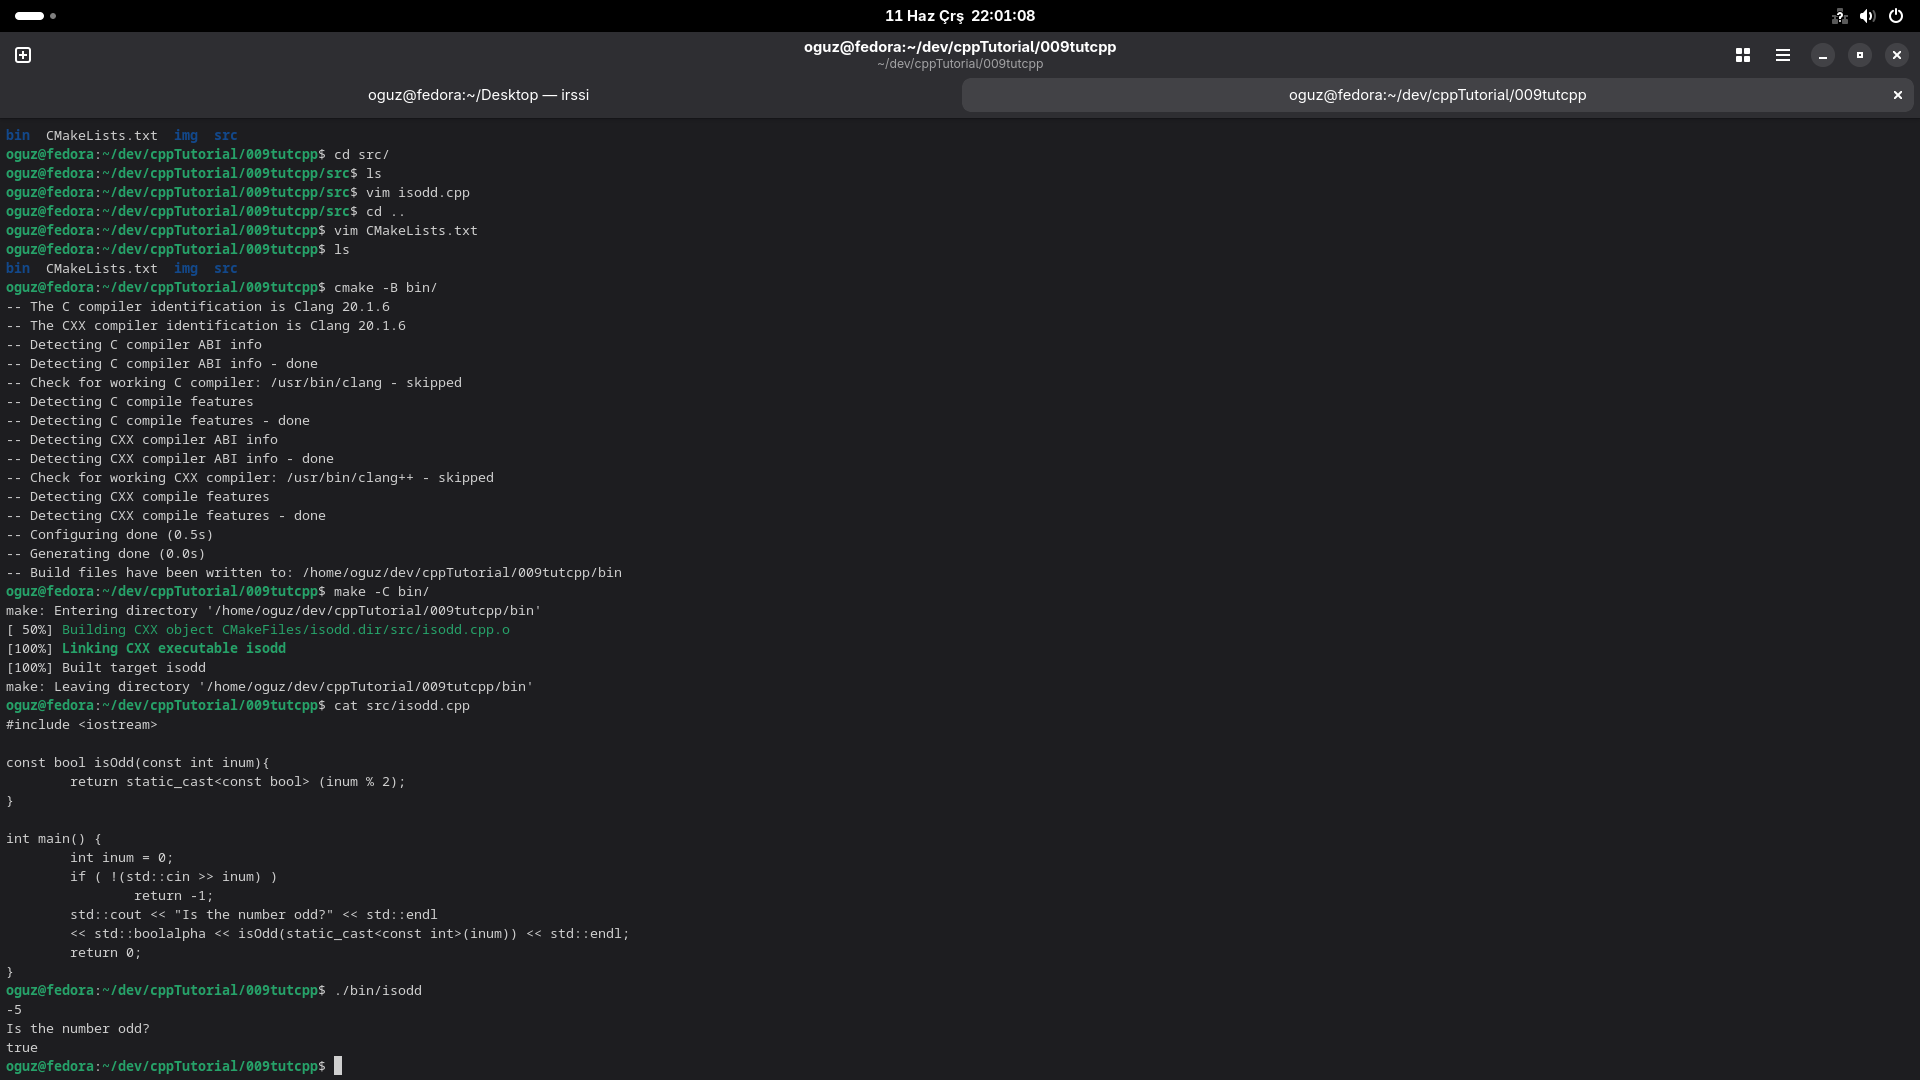 11 Haz Çrş  22:01:08
oguz@fedora:~/dev/cppTutorial/009tutcpp
~/dev/cppTutorial/009tutcpp
oguz@fedora:~/Desktop — irssi
oguz@fedora:~/dev/cppTutorial/009tutcpp
bin  CMakeLists.txt  img  src
oguz@fedora:~/dev/cppTutorial/009tutcpp$ cd src/
oguz@fedora:~/dev/cppTutorial/009tutcpp/src$ ls
oguz@fedora:~/dev/cppTutorial/009tutcpp/src$ vim isodd.cpp
oguz@fedora:~/dev/cppTutorial/009tutcpp/src$ cd ..
oguz@fedora:~/dev/cppTutorial/009tutcpp$ vim CMakeLists.txt
oguz@fedora:~/dev/cppTutorial/009tutcpp$ ls
bin  CMakeLists.txt  img  src
oguz@fedora:~/dev/cppTutorial/009tutcpp$ cmake -B bin/
-- The C compiler identification is Clang 20.1.6
-- The CXX compiler identification is Clang 20.1.6
-- Detecting C compiler ABI info
-- Detecting C compiler ABI info - done
-- Check for working C compiler: /usr/bin/clang - skipped
-- Detecting C compile features
-- Detecting C compile features - done
-- Detecting CXX compiler ABI info
-- Detecting CXX compiler ABI info - done
-- Check for working CXX compiler: /usr/bin/clang++ - skipped
-- Detecting CXX compile features
-- Detecting CXX compile features - done
-- Configuring done (0.5s)
-- Generating done (0.0s)
-- Build files have been written to: /home/oguz/dev/cppTutorial/009tutcpp/bin
oguz@fedora:~/dev/cppTutorial/009tutcpp$ make -C bin/
make: Entering directory '/home/oguz/dev/cppTutorial/009tutcpp/bin'
[ 50%] Building CXX object CMakeFiles/isodd.dir/src/isodd.cpp.o
[100%] Linking CXX executable isodd
[100%] Built target isodd
make: Leaving directory '/home/oguz/dev/cppTutorial/009tutcpp/bin'
oguz@fedora:~/dev/cppTutorial/009tutcpp$ cat src/isodd.cpp
#include <iostream>

const bool isOdd(const int inum){
        return static_cast<const bool> (inum % 2);
}

int main() {
        int inum = 0;
        if ( !(std::cin >> inum) )
                return -1;
        std::cout << "Is the number odd?" << std::endl
        << std::boolalpha << isOdd(static_cast<const int>(inum)) << std::endl;
        return 0;
}
oguz@fedora:~/dev/cppTutorial/009tutcpp$ ./bin/isodd
-5
Is the number odd?
true
oguz@fedora:~/dev/cppTutorial/009tutcpp$